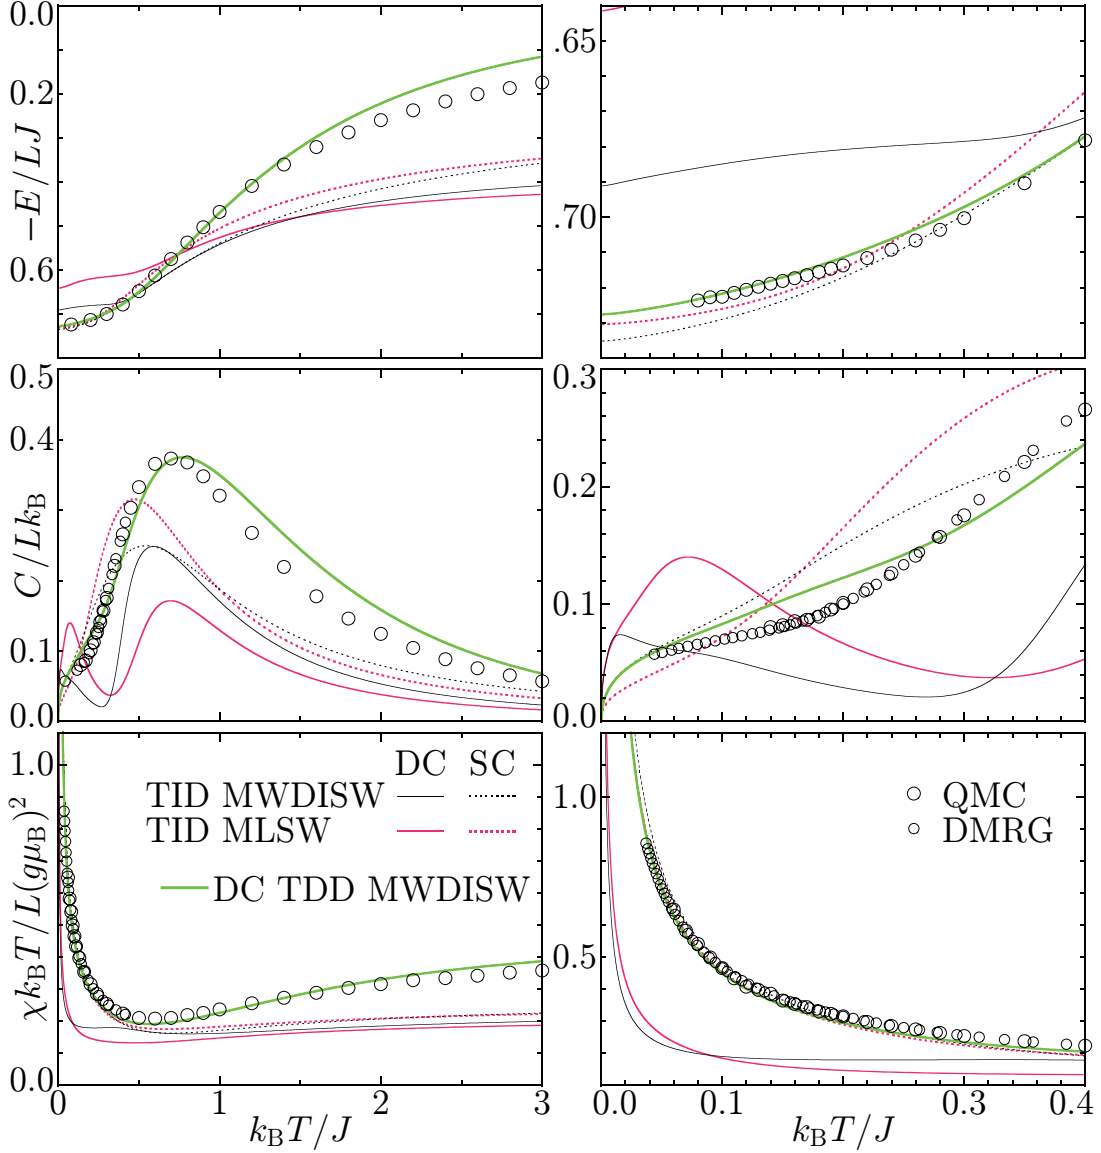 0.0
0.2
0.6
−E/LJ
.65
.70
0.5
0.4
0.1
0.0
C/Lk_B
0.3
0.2
0.1
0.0
DC SC
TID MWDISW
TID MLSW
DC TDD MWDISW
1.0
0.4
0.0
χk_BT/L(gμ_B)^2
0 1 2 3
k_BT/J
QMC
DMRG
1.0
0.5
0.0 0.1 0.3 0.4
k_BT/J